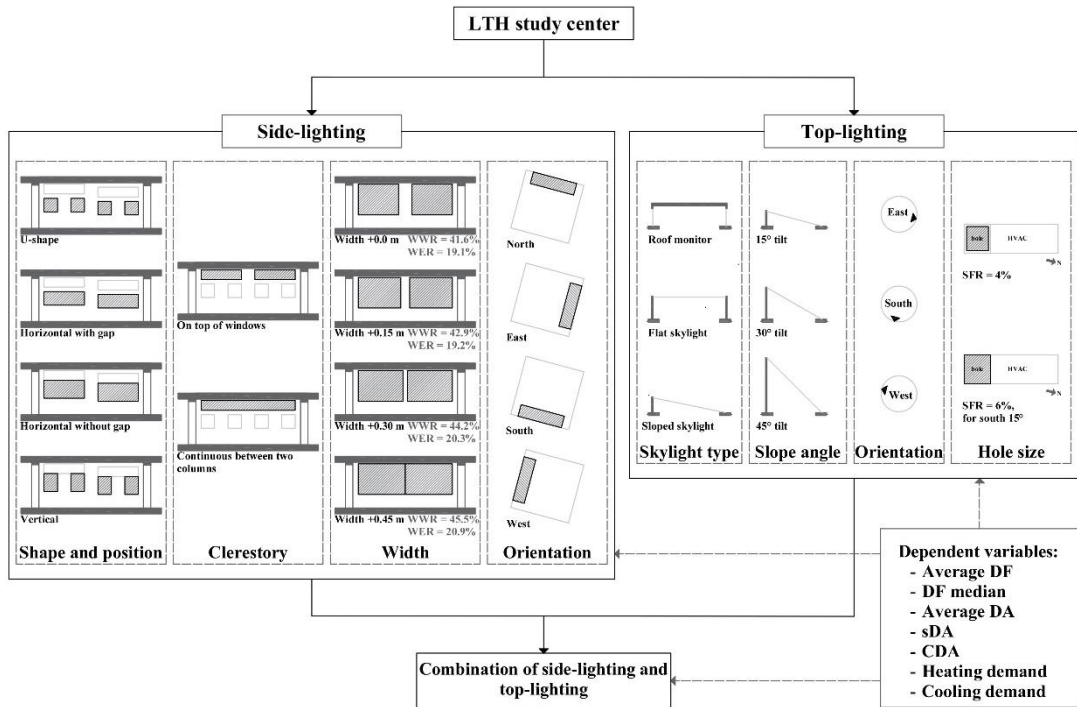 LTH study center
Side-lighting
U-shape
Horizontal with gap
Horizontal without gap
Vertical
Shape and position
On top of windows
Continuous between two
columns
Clerestory
Width +0.0 m WWR = 41.6%
WER = 19.1%
Width +0.15 m WWR = 42.9%
WER = 19.2%
Width +0.30 m WWR = 44.2%
WER = 20.3%
Width +0.45 m WWR = 45.5%
WER = 20.9%
Width
North
East
South
West
Orientation
Top-lighting
Roof monitor
Flat skylight
Sloped skylight
Skylight type
15° tilt
30° tilt
45° tilt
Slope angle
East
South
West
Orientation
hole HVAC
N
SFR = 4%
hole HVAC
N
SFR = 6%,
for south 15°
Hole size
Dependent variables:
- Average DF
- DF median
- Average DA
- sDA
- CDA
- Heating demand
- Cooling demand
Combination of side-lighting and
top-lighting